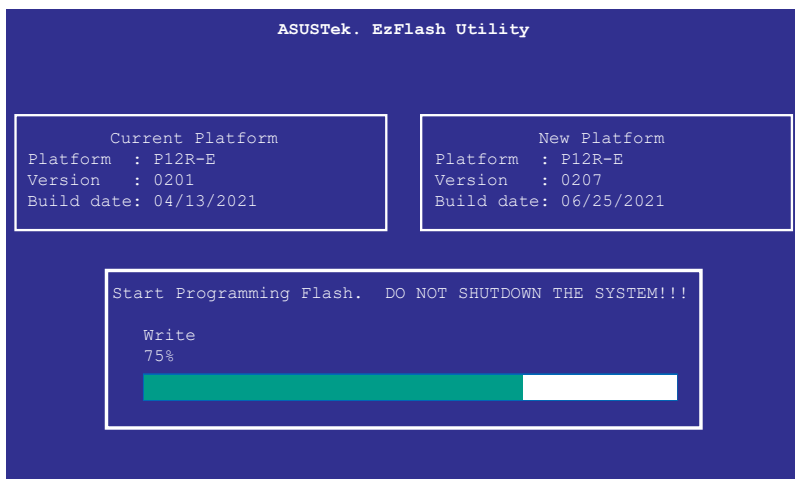 ASUSTek. EzFlash Utility
Current Platform
Platform : P12R-E
Version : 0201
Build date: 04/13/2021
New Platform
Platform : P12R-E
Version : 0207
Build date: 06/25/2021
Start Programming Flash. DO NOT SHUTDOWN THE SYSTEM!!!
Write
75%